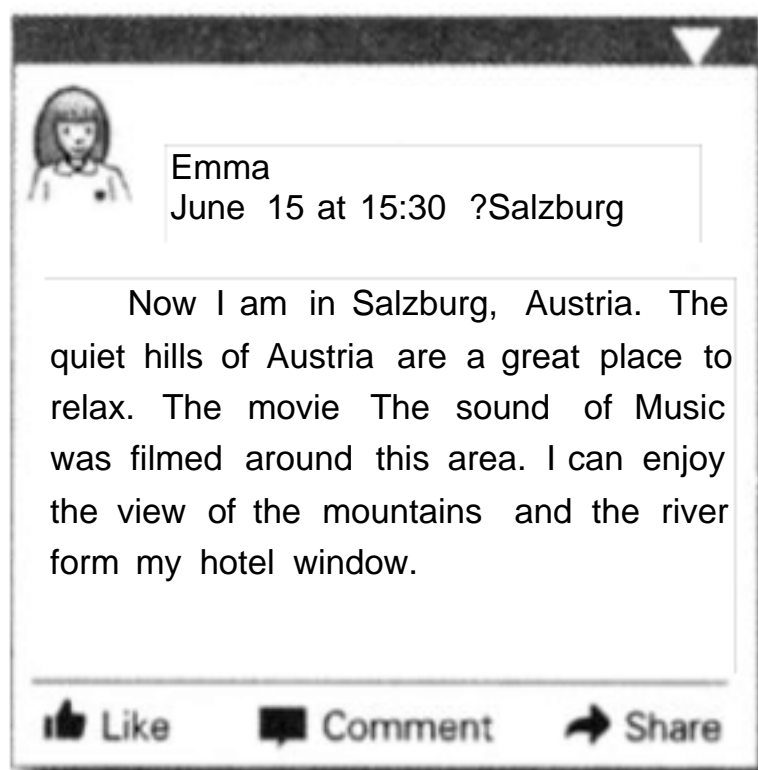 Emma
June 15 at 15:30 ?Salzburg
Now I am in Salzburg, Austria. The
quiet hills of Austria are a great place to
relax. The movie The sound of Music
was filmed around this area. I can enjoy
the view of the mountains and the river
form my hotel window.
Like Comment Share